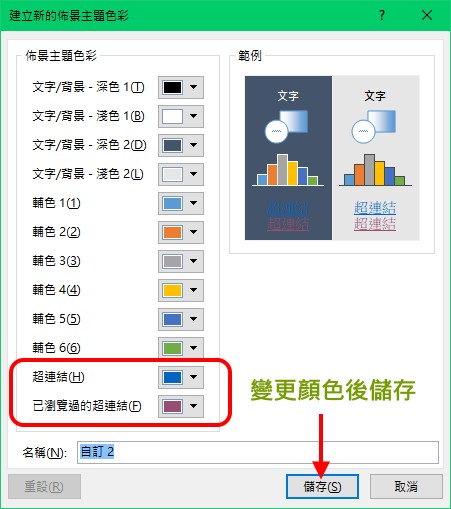 建立新的佈景主題色彩
?
佈景主題色彩
文字/背景 - 深色 1(T)
文字/背景 - 淺色 1(B)
文字/背景 - 深色 2(D)
文字/背景 - 淺色 2(L)
輔色 1(1)
輔色 2(2)
輔色 3(3)
輔色 4(4)
輔色 5(5)
輔色 6(6)
超連結(H)
已瀏覽過的超連結(F)
範例
文字 文字
超連結 超連結
超連結 超連結
變更顏色後儲存
名稱(N): 自訂 2
重設(R) 儲存(S) 取消